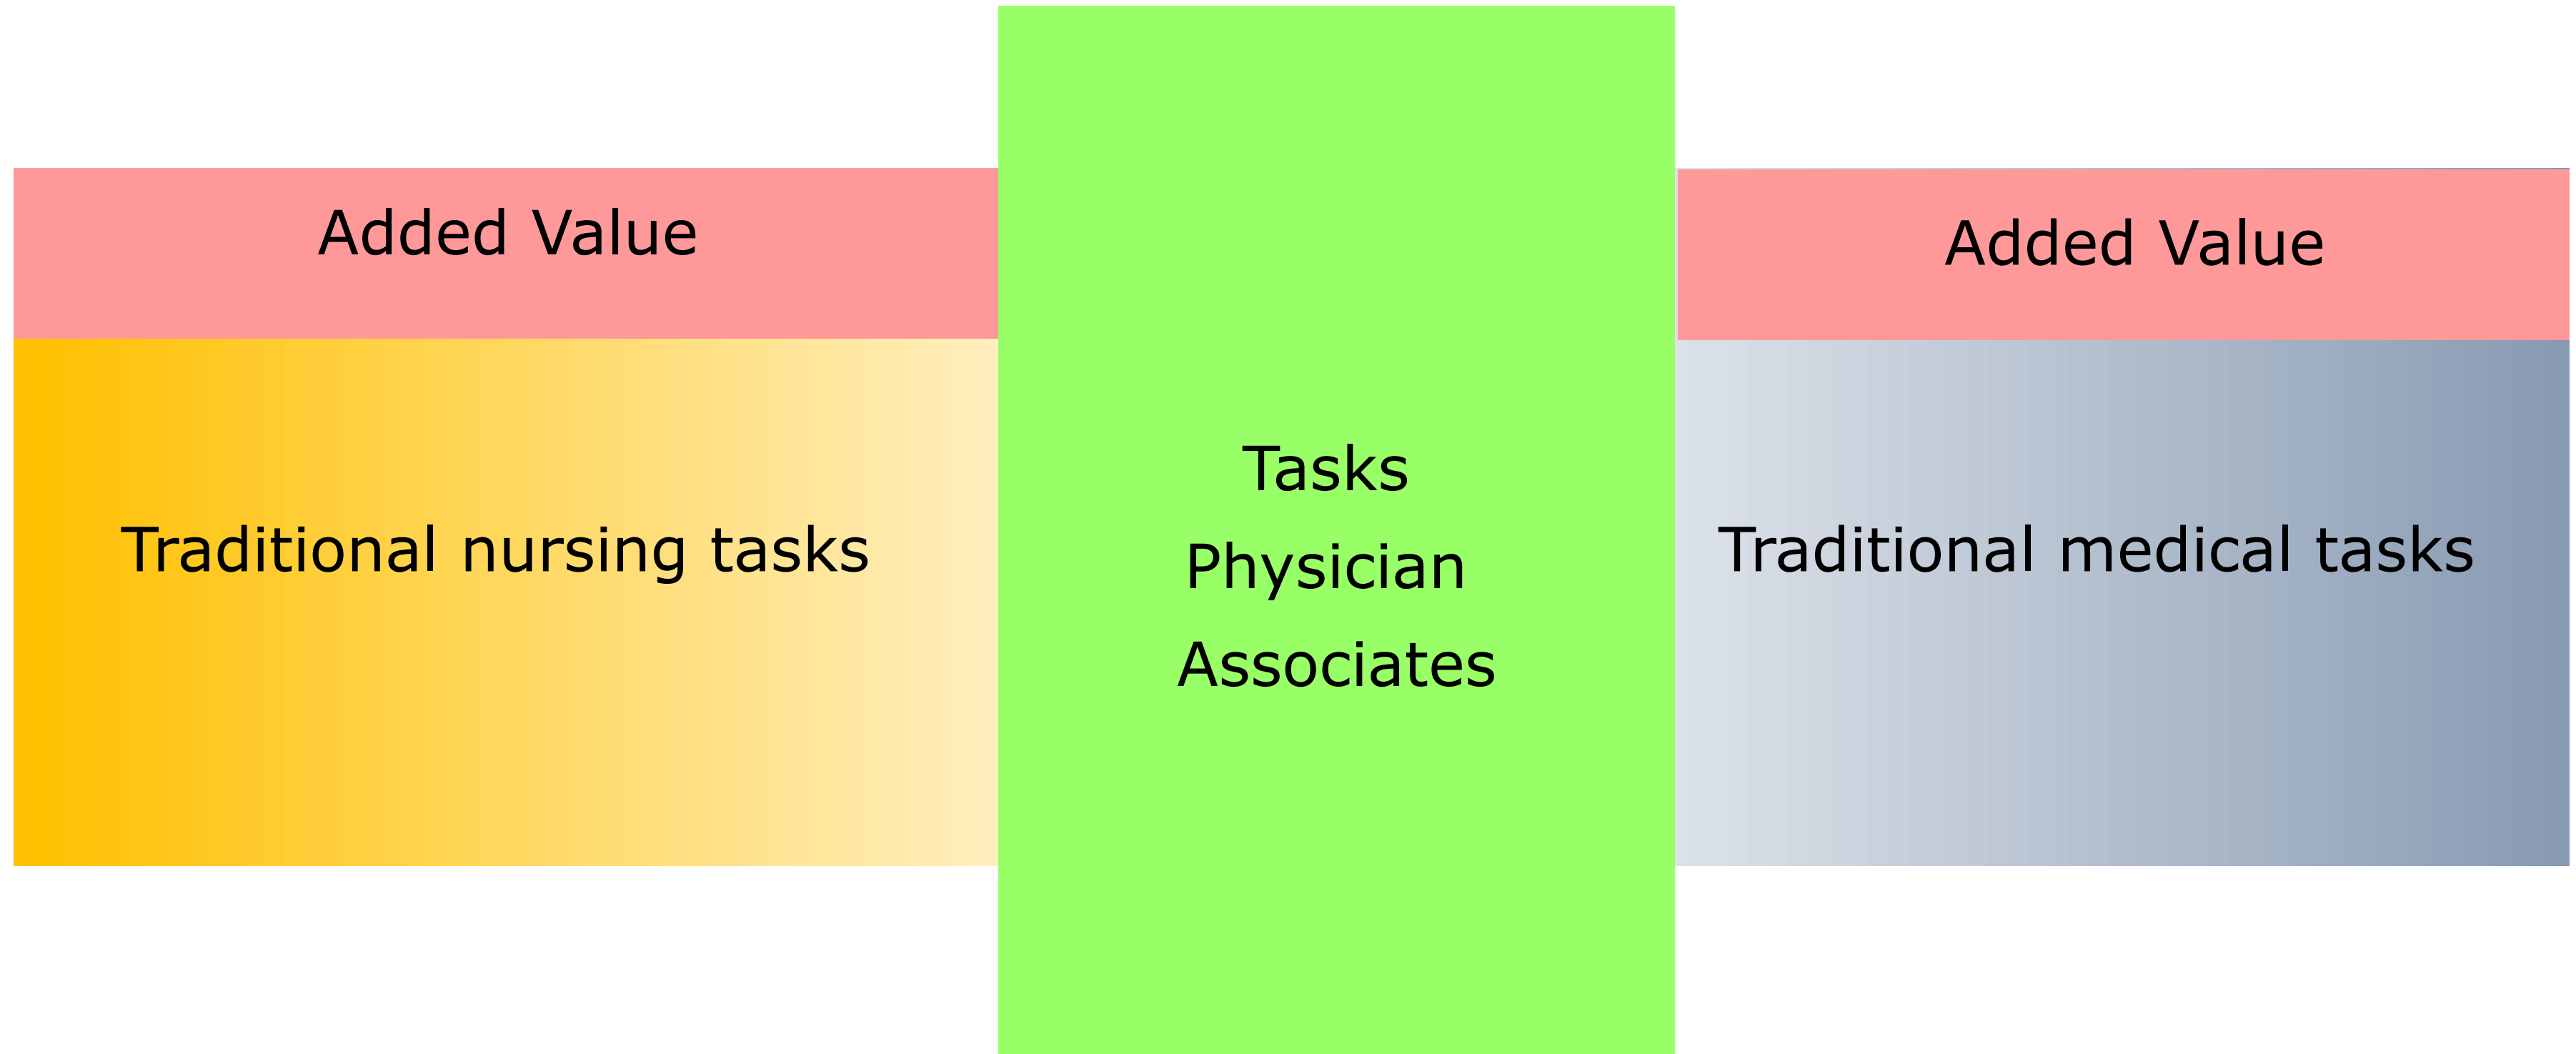 Added Value
Traditional nursing tasks
Tasks
Physician
Associates
Added Value
Traditional medical tasks